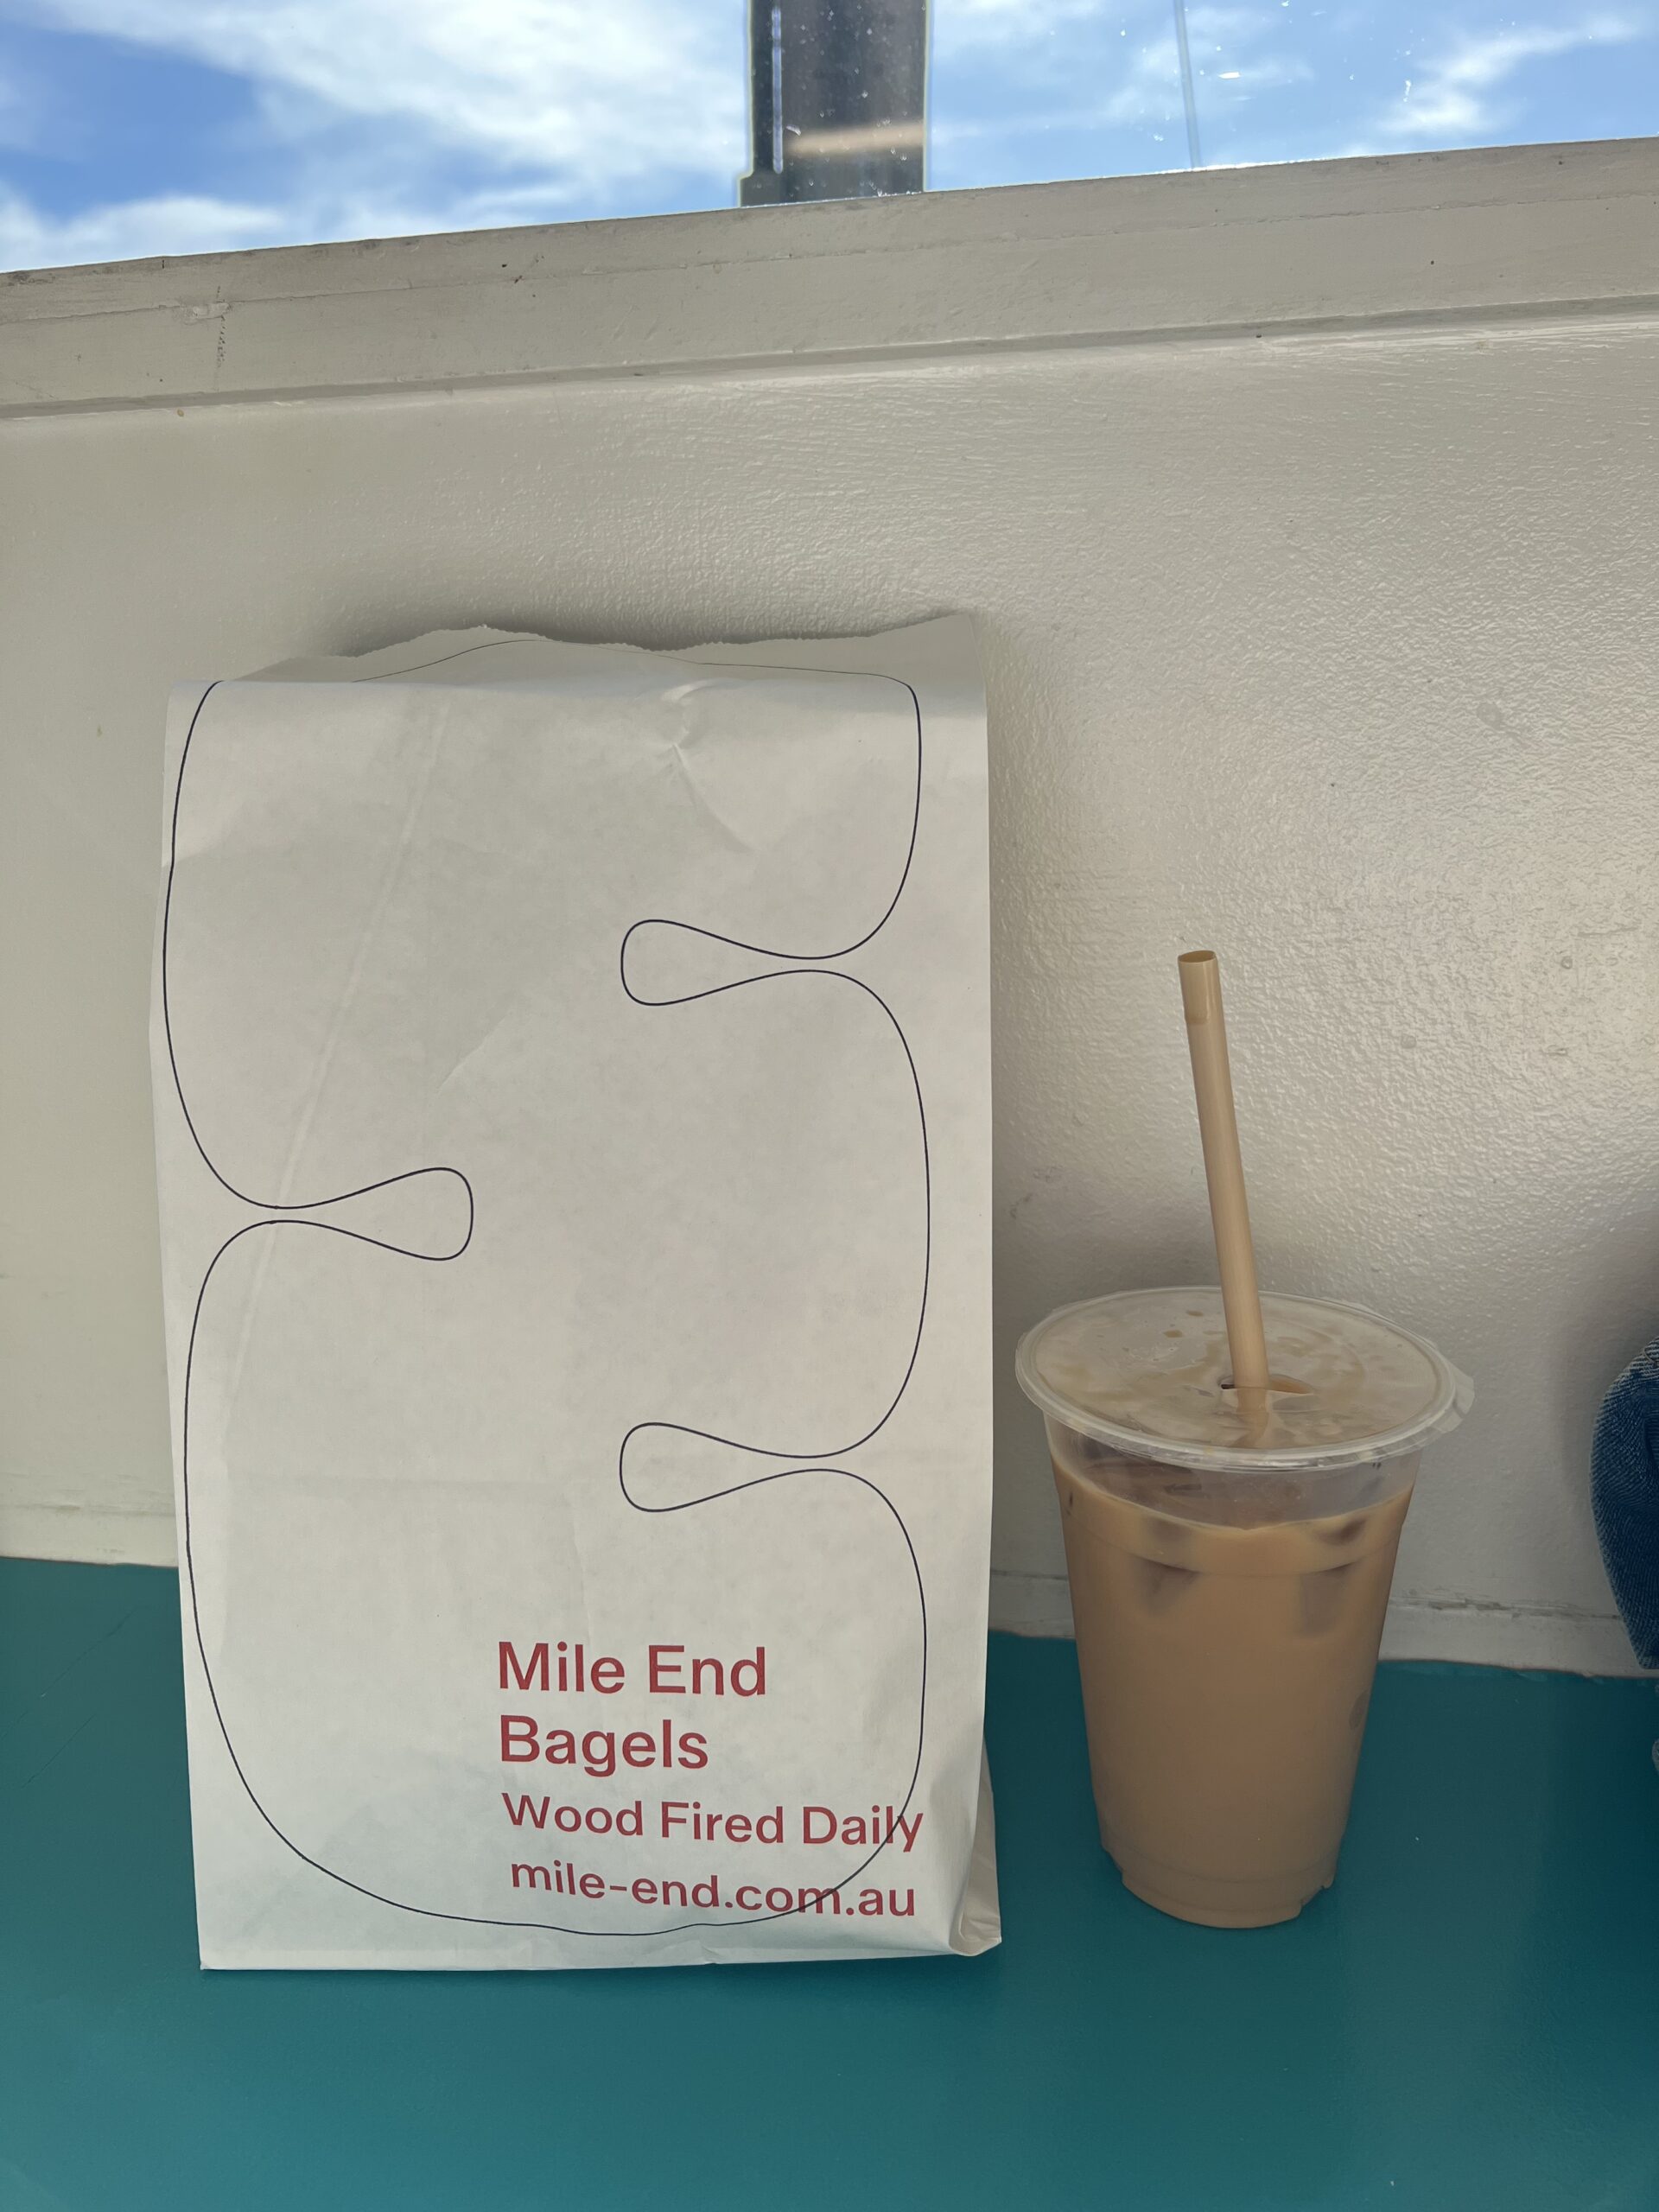 Mile End
Bagels
Wood Fired Daily
mile-end.com.au